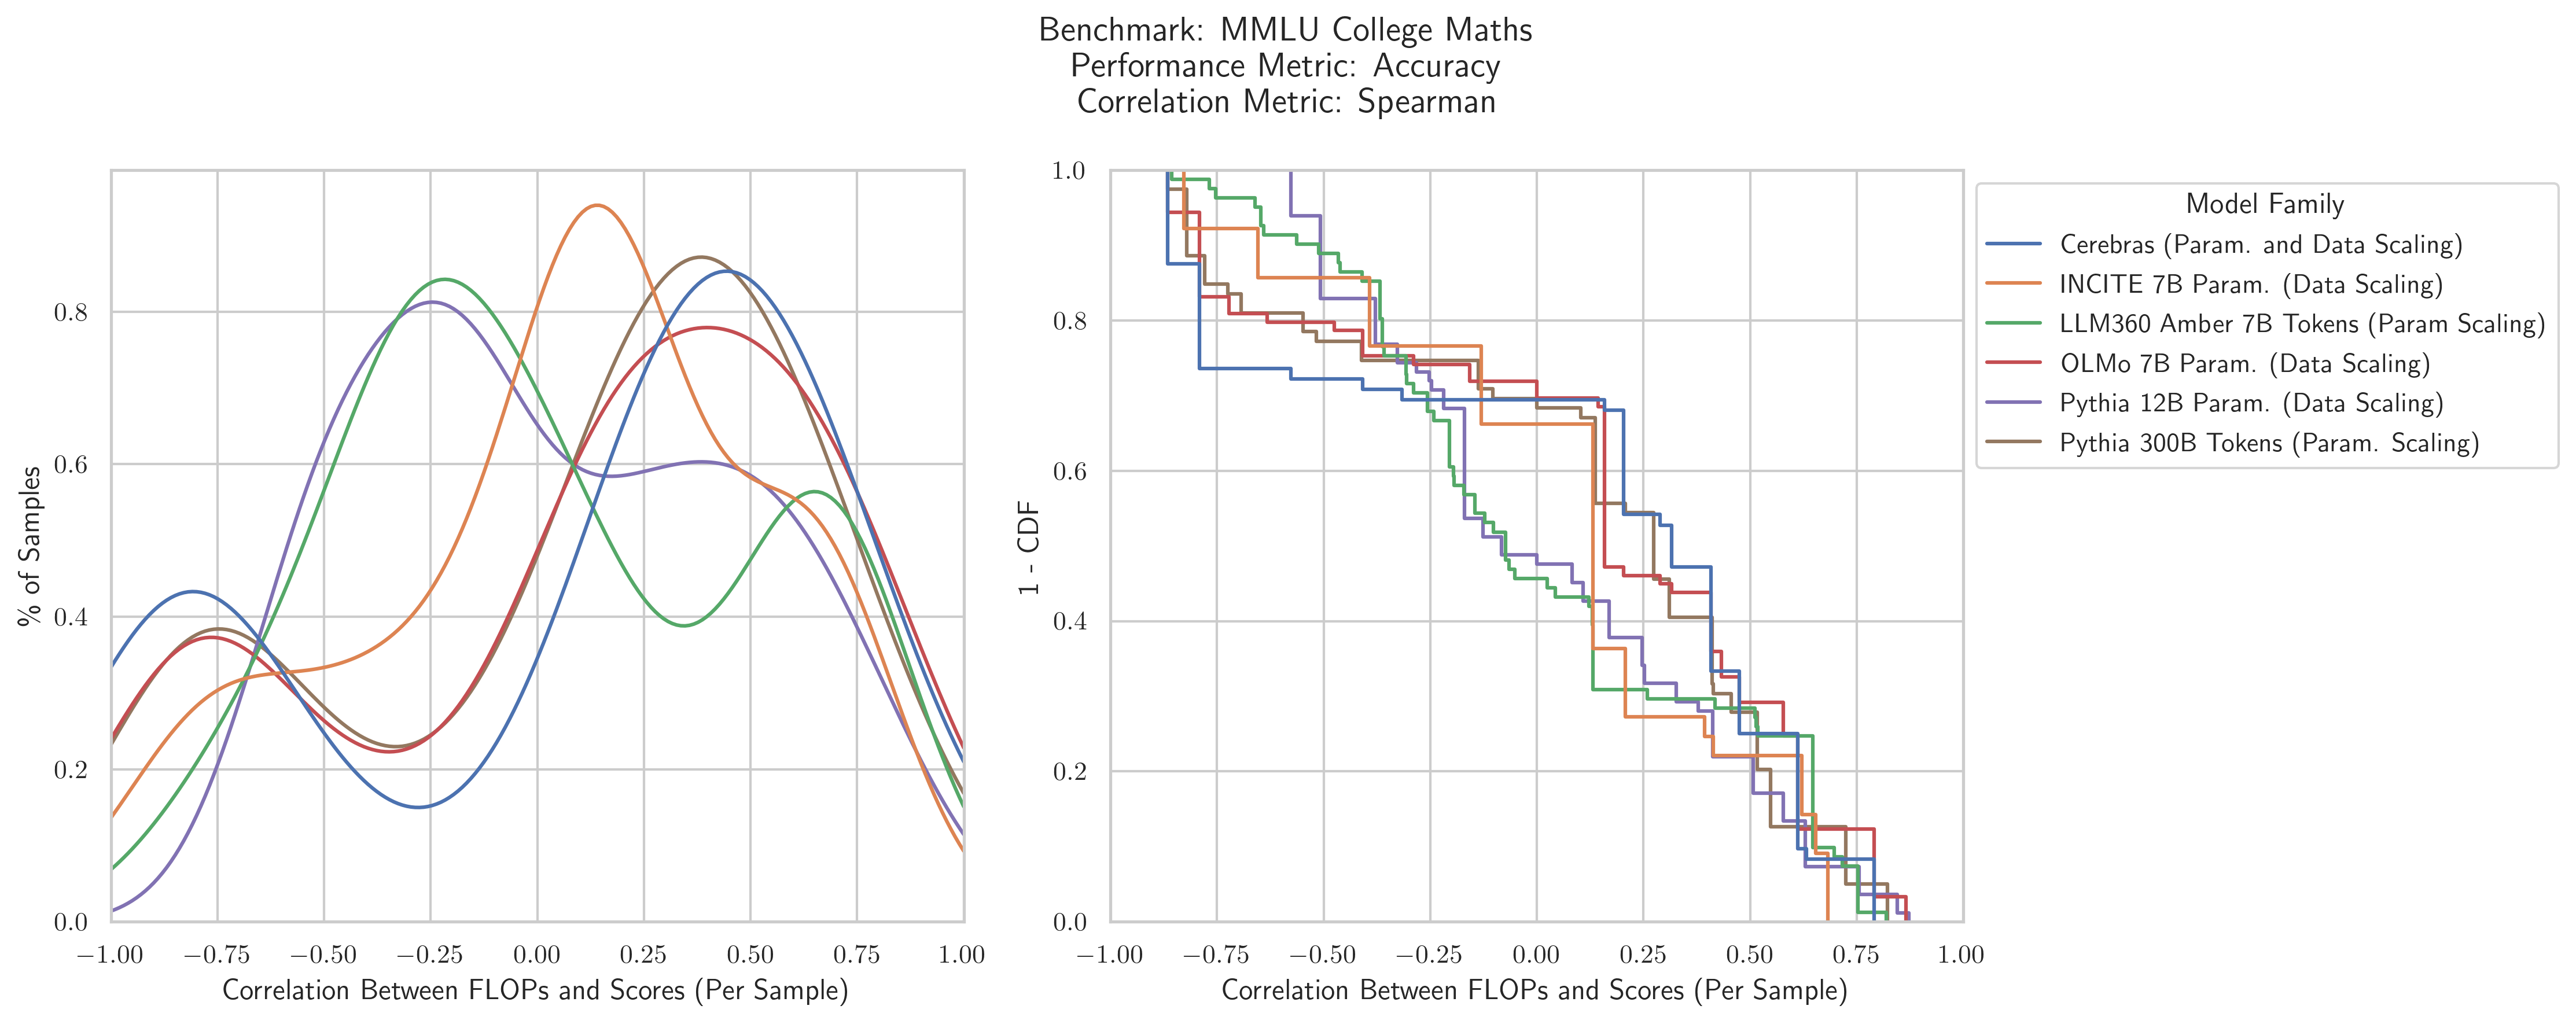 Benchmark: MMLU College Maths
Performance Metric: Accuracy
Correlation Metric: Spearman
% of Samples
0.8
0.6
0.4
0.2
0.0
−1.00 −0.75 −0.50 −0.25 0.00 0.25 0.50 0.75 1.00
Correlation Between FLOPs and Scores (Per Sample)
1 - CDF
1.0
0.8
0.6
0.4
0.2
0.0
−1.00 −0.75 −0.50 −0.25 0.00 0.25 0.50 0.75 1.00
Correlation Between FLOPs and Scores (Per Sample)
Model Family
Cerebras (Param. and Data Scaling)
INCITE 7B Param. (Data Scaling)
LLM360 Amber 7B Tokens (Param Scaling)
OLMo 7B Param. (Data Scaling)
Pythia 12B Param. (Data Scaling)
Pythia 300B Tokens (Param. Scaling)